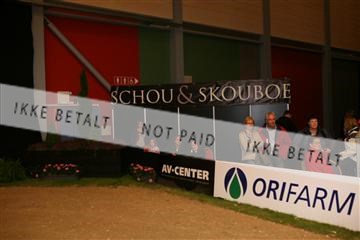 SCHOU & SKOUBOE
IKKE BETALT NOT PAID IKKE BETALT
AV-CENTER
ORIFARM